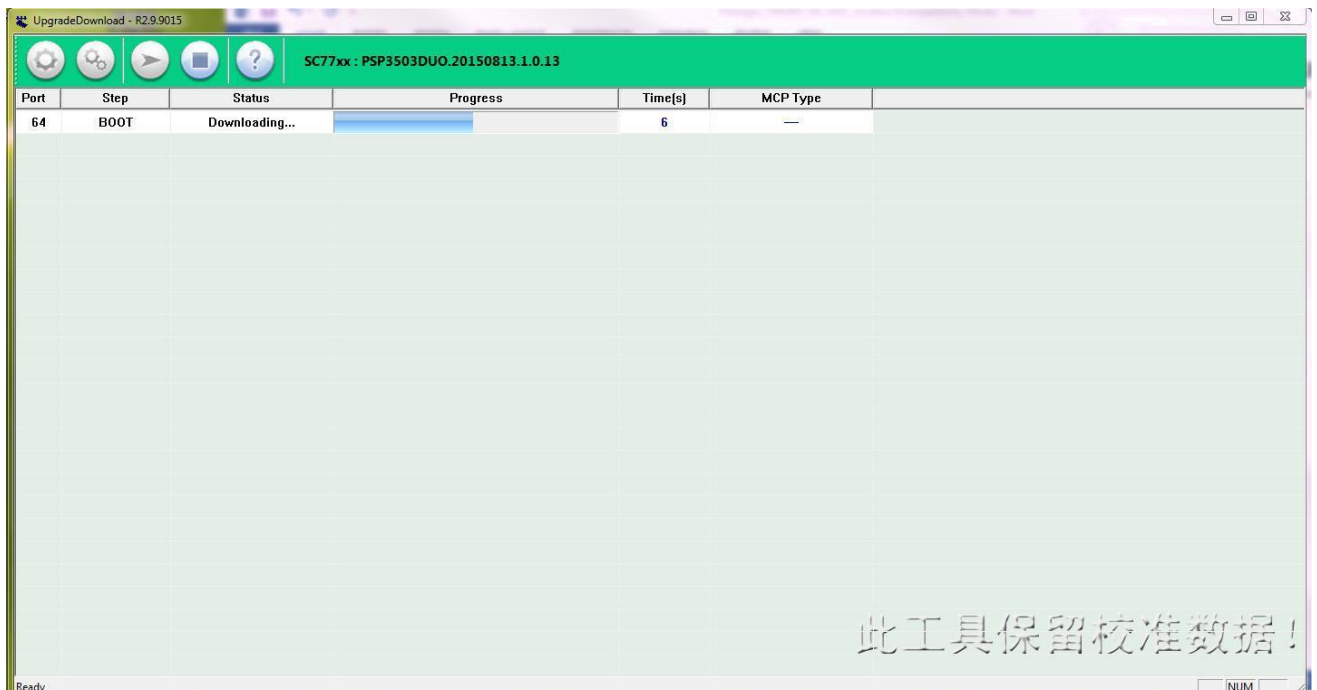 UpgradeDownload - R2.9.9015
SC77xx : PSP3503DUO.20150813.1.0.13
Port Step Status Progress Time(s) MCP Type
64 BOOT Downloading... 6 —
此工具保留校准数据!
Ready NUM